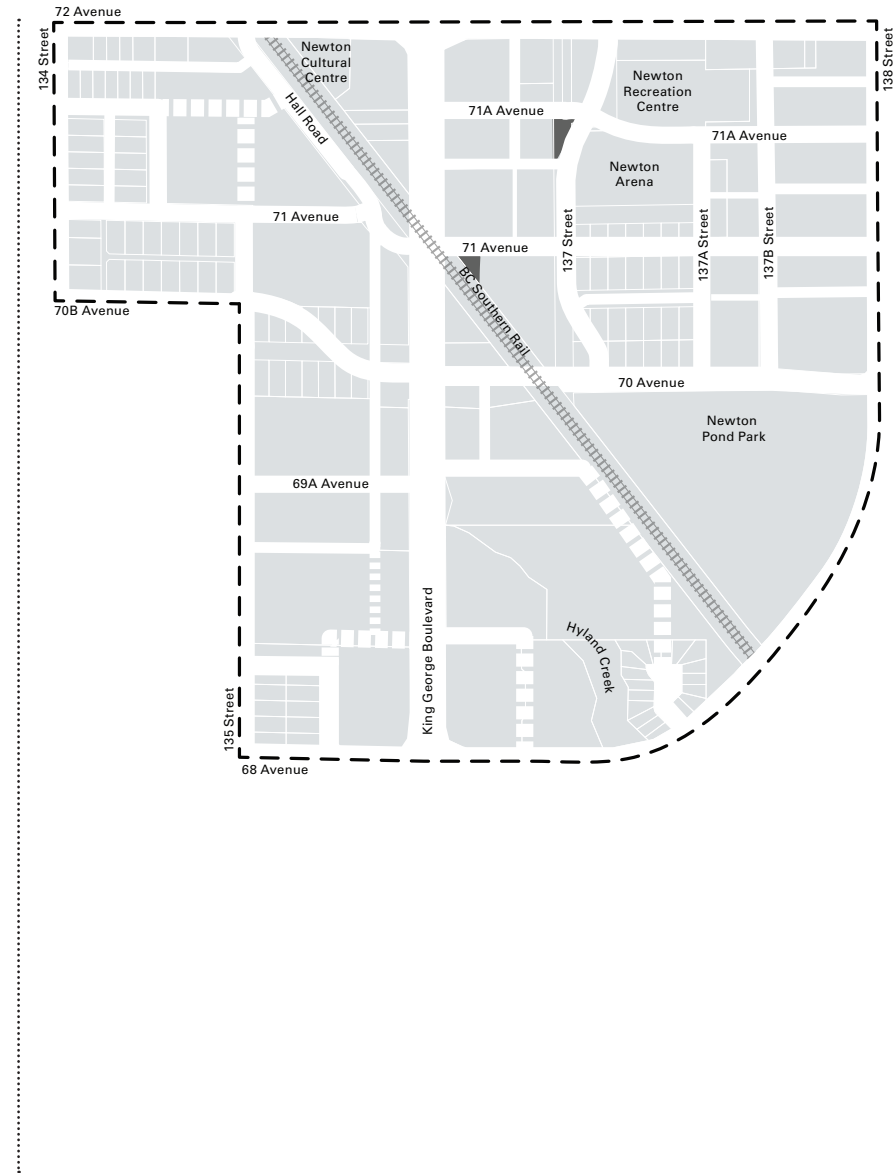 72 Avenue
134 Street
138 Street
Newton
Cultural
Centre
Hall Road
Newton
Recreation
Centre
71A Avenue
71A Avenue
Newton
Arena
71 Avenue
71 Avenue
137 Street
137A Street
137B Street
BC Southern Rail
70B Avenue
70 Avenue
Newton
Pond Park
69A Avenue
King George Boulevard
Hyland Creek
135 Street
68 Avenue